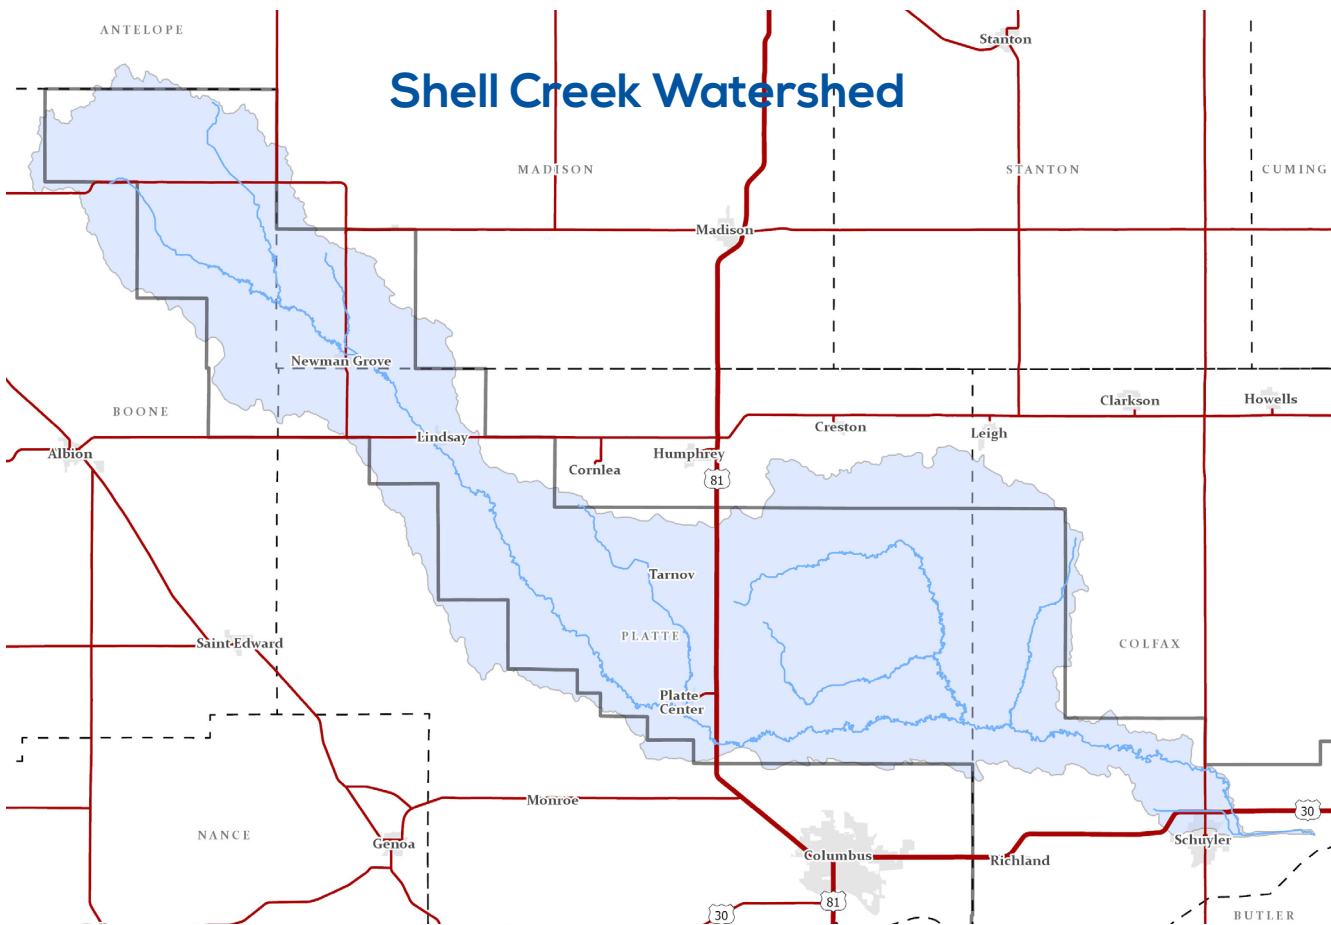 ANTELOPE
Stanton
Shell Creek Watershed
MADISON
STANTON
CUMING
Madison
Newman Grove
BOONE
Clarkson
Howells
Creston
Leigh
Lindsay
Albion
Humphrey
Cornlea
81
Tarnov
PLATTE
Saint Edward
COLFAX
Platte
Center
Monroe
30
NANCE
Genoa
Schuyler
Columbus
Richland
81
30
BUTLER